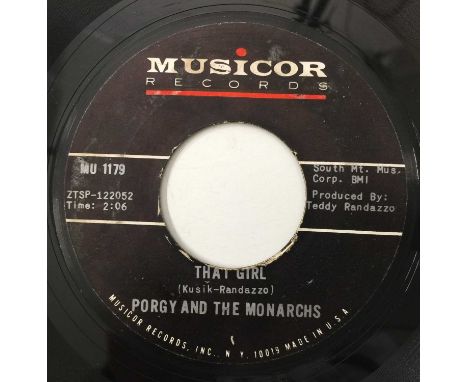 MUSICOR
RECORDS
MU 1179
ZTSP-122052
Time: 2:06
South Mt. Mus.
Corp. BMI
Produced By:
Teddy Randazzo
THAT GIRL
(Kusik-Randazzo)
PORGY AND THE MONARCHS
MUSICOR RECORDS, INC., N. Y. 10019 MADE IN U.S.A